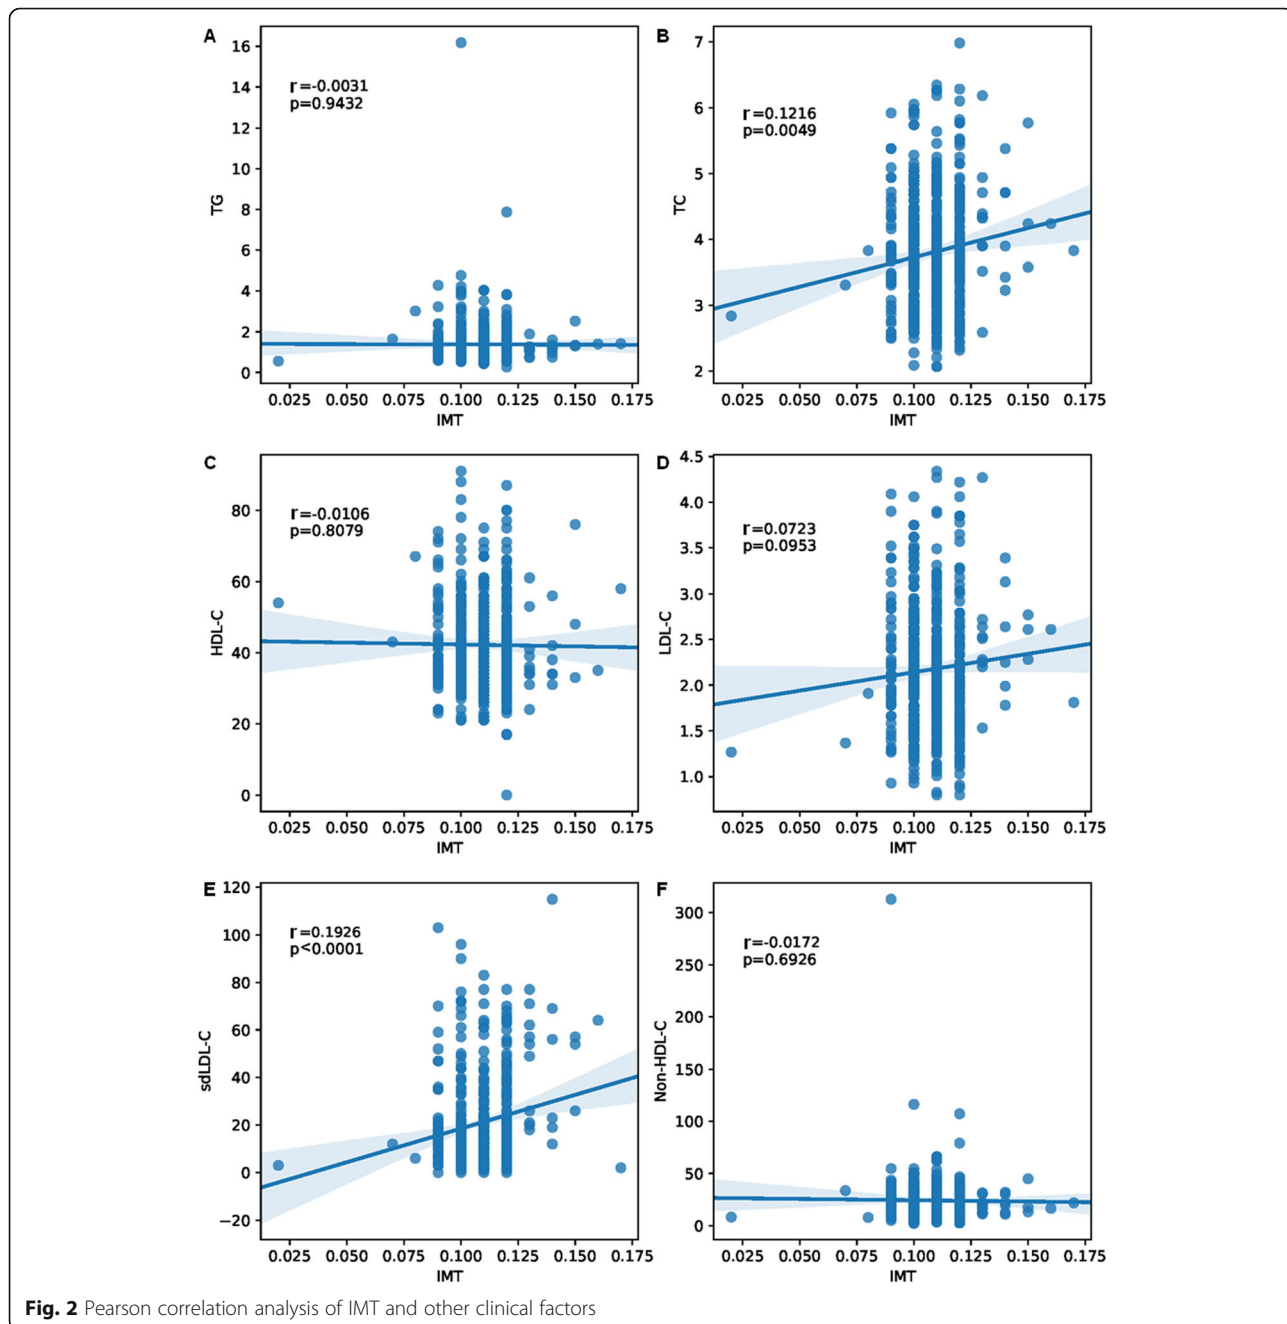 A
16
14
12
10
8
6
4
2
0
TG
r=-0.0031
p=0.9432
0.025 0.050 0.075 0.100 0.125 0.150 0.175
IMT
B
7
6
5
4
3
2
TC
r=0.1216
p=0.0049
0.025 0.050 0.075 0.100 0.125 0.150 0.175
IMT
C
80
60
40
20
0
HDL-C
r=-0.0106
p=0.8079
0.025 0.050 0.075 0.100 0.125 0.150 0.175
IMT
D
4.5
4.0
3.5
3.0
2.5
2.0
1.5
1.0
LDL-C
r=0.0723
p=0.0953
0.025 0.050 0.075 0.100 0.125 0.150 0.175
IMT
E
120
100
80
60
40
20
0
−20
sdLDL-C
r=0.1926
p<0.0001
0.025 0.050 0.075 0.100 0.125 0.150 0.175
IMT
F
300
250
200
150
100
50
0
Non-HDL-C
r=-0.0172
p=0.6926
0.025 0.050 0.075 0.100 0.125 0.150 0.175
IMT
Fig. 2 Pearson correlation analysis of IMT and other clinical factors